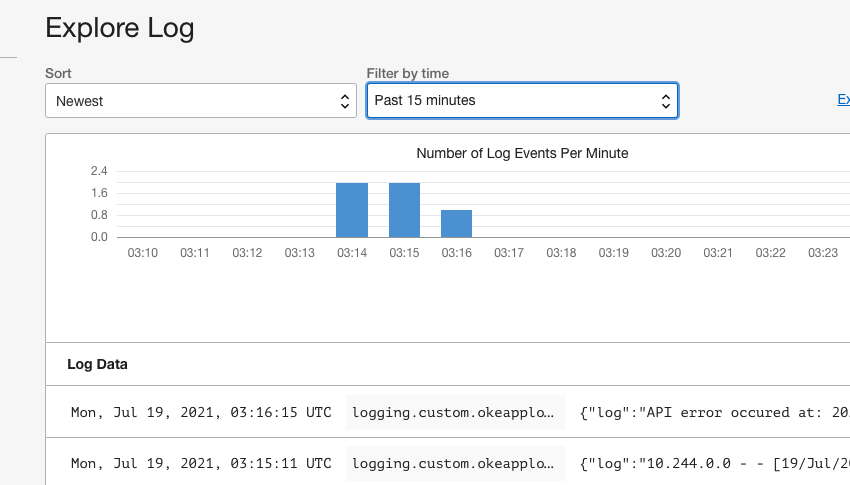 Explore Log
Sort
Filter by time
Newest
Past 15 minutes
Ex
Number of Log Events Per Minute
2.4
1.6
0.8
0.0
03:10 03:11 03:12 03:13 03:14 03:15 03:16 03:17 03:18 03:19 03:20 03:21 03:22 03:23
Log Data
Mon, Jul 19, 2021, 03:16:15 UTC logging.custom.okeapplo… {"log":"API error occured at: 20
Mon, Jul 19, 2021, 03:15:11 UTC logging.custom.okeapplo… {"log":"10.244.0.0 - - [19/Jul/20